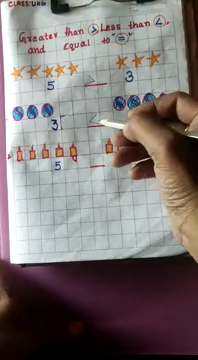 CLASS: UKG
Greater than > Less than <,
and Equal to "="
5 > 3
3 <
5